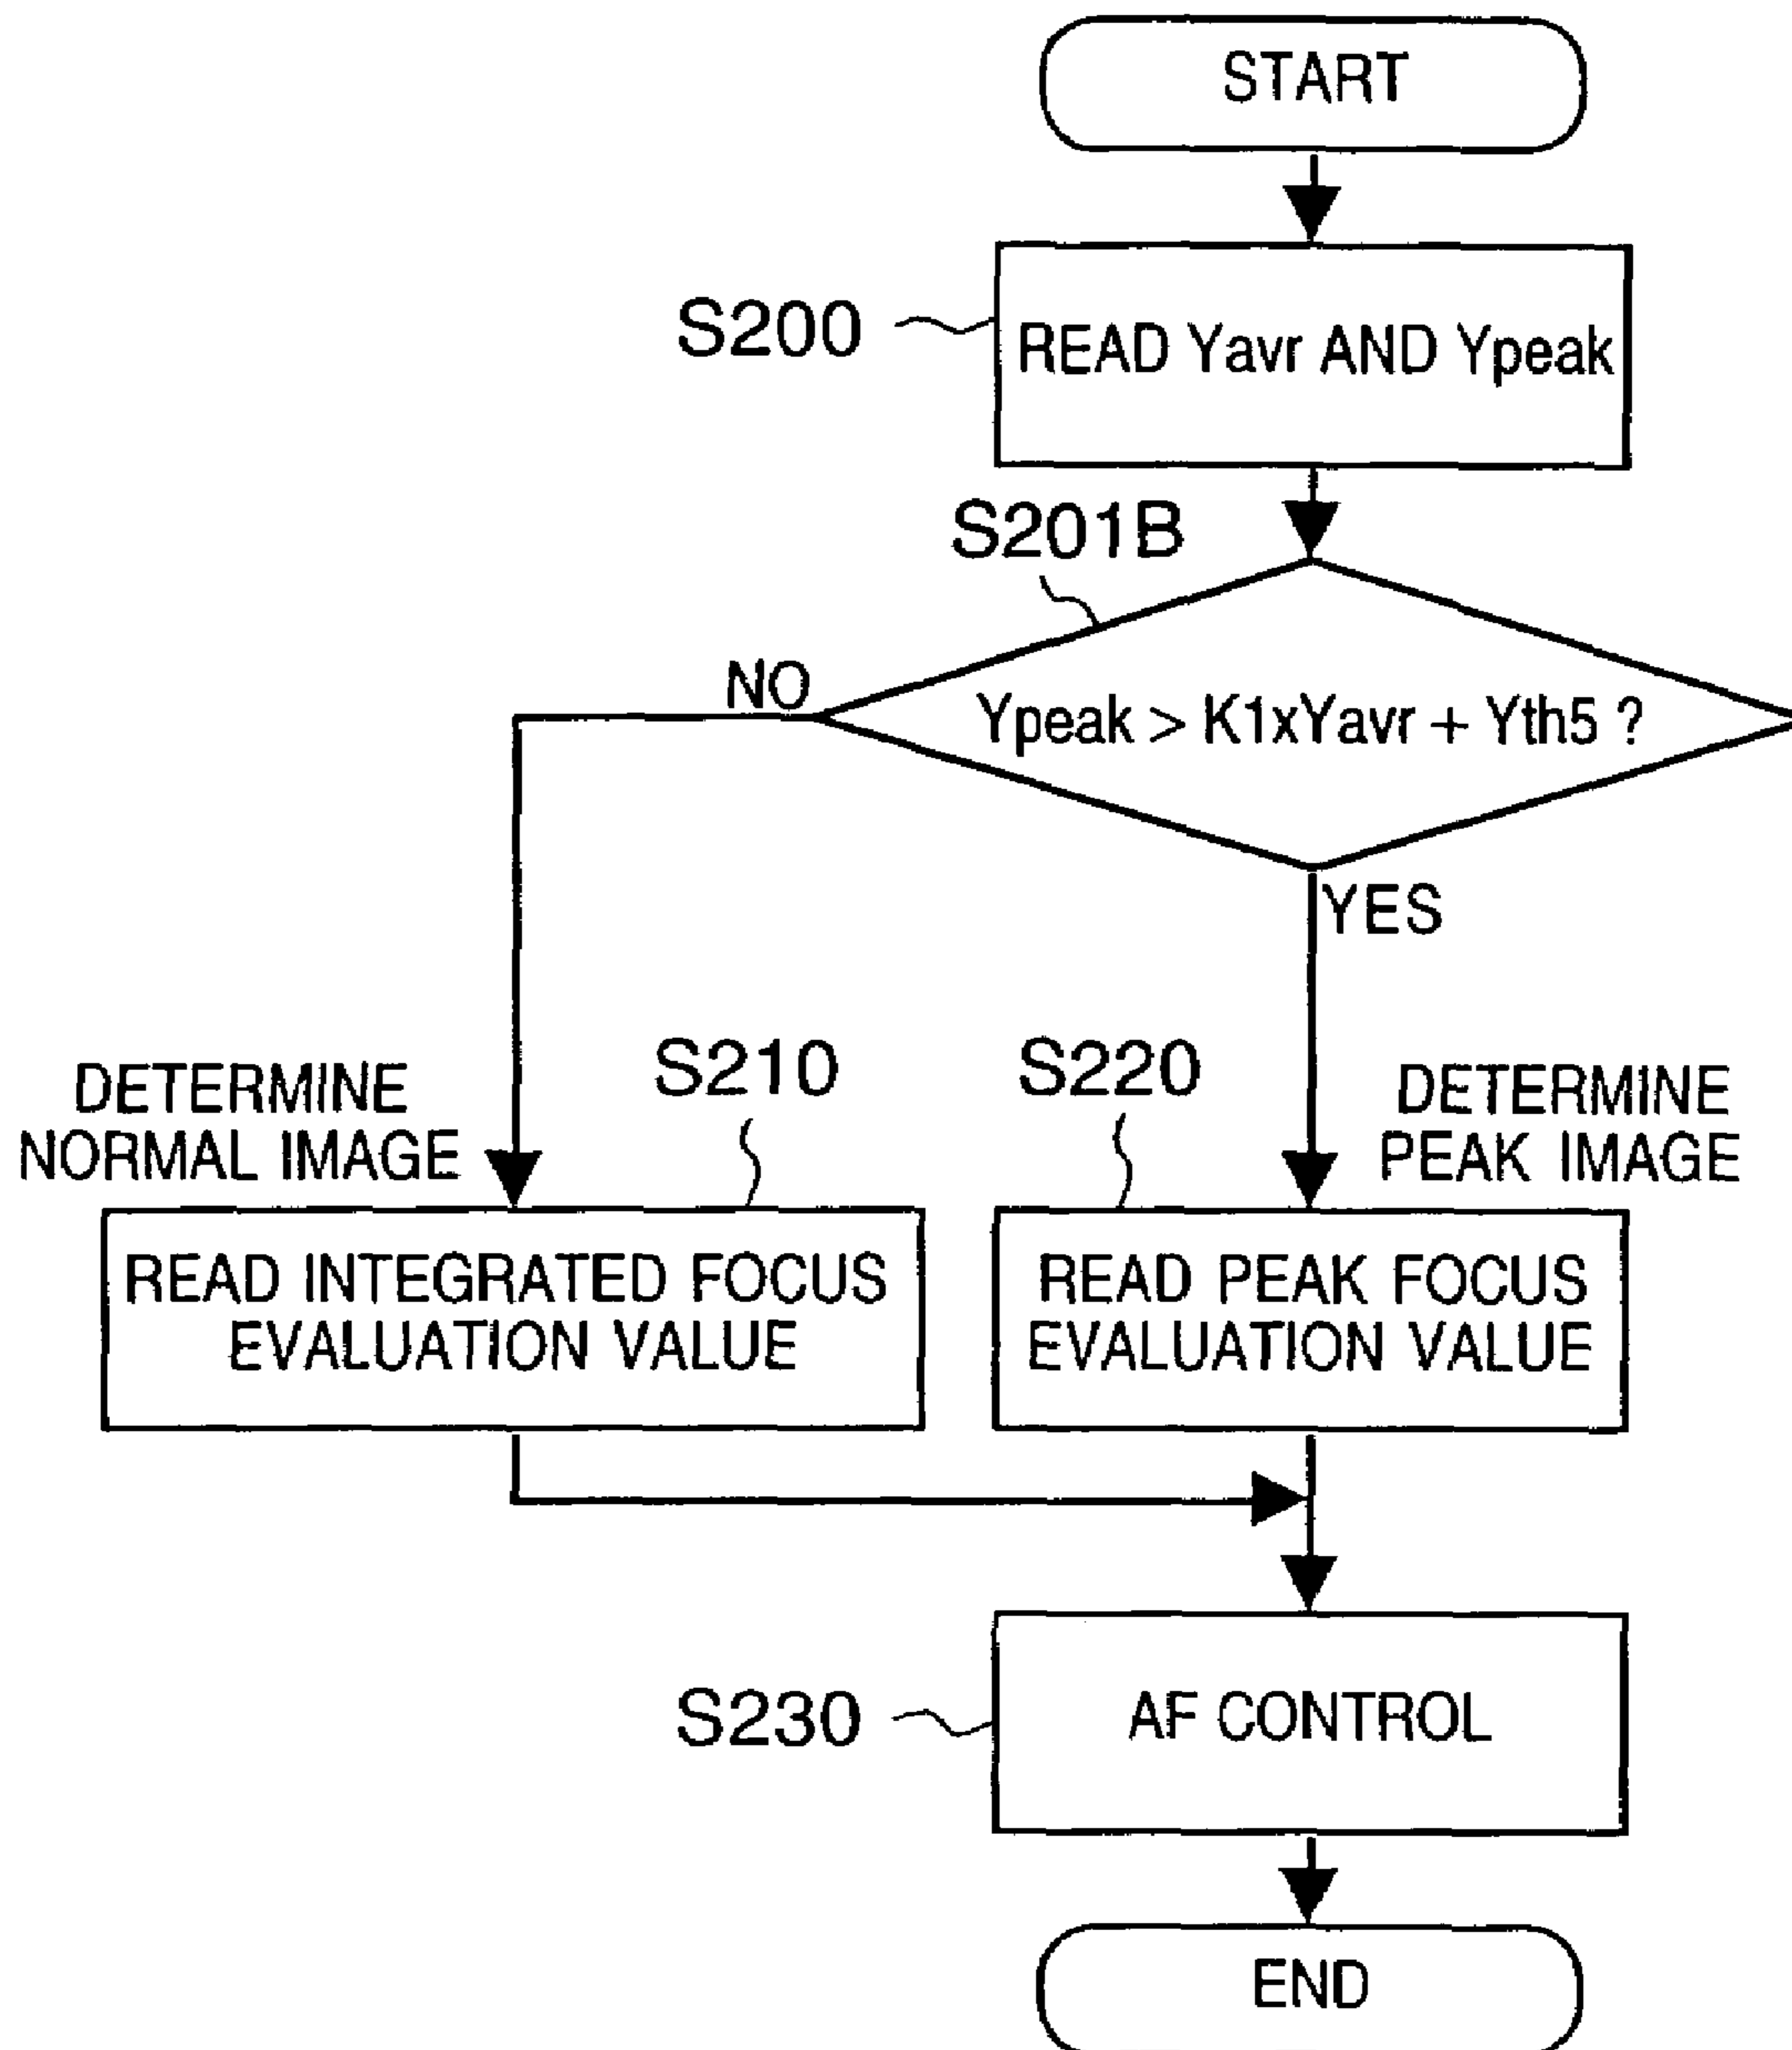 START
S200
READ Yavr AND Ypeak
S201B
NO
Ypeak > K1xYavr + Yth5 ?
YES
DETERMINE
NORMAL IMAGE
S210
S220
DETERMINE
PEAK IMAGE
READ INTEGRATED FOCUS
EVALUATION VALUE
READ PEAK FOCUS
EVALUATION VALUE
S230
AF CONTROL
END